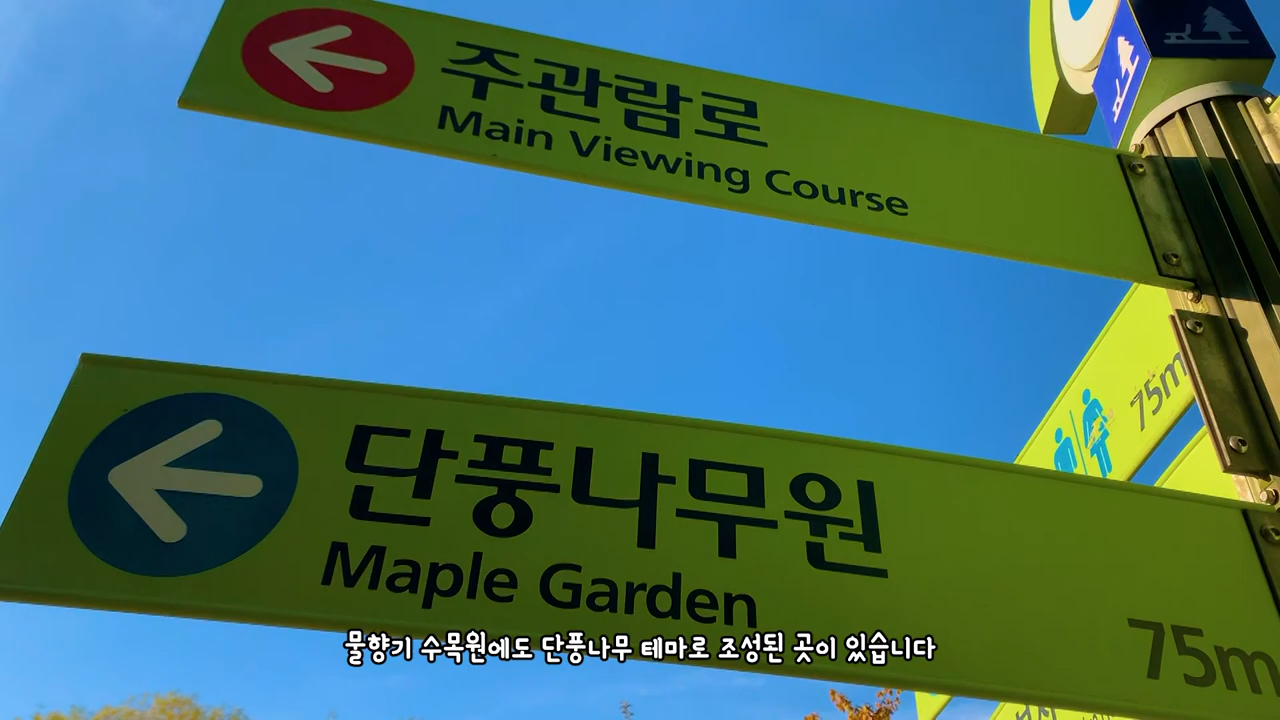 주관람로
Main Viewing Course
75m
단풍나무원
Maple Garden
75m
물향기 수목원에도 단풍나무 테마로 조성된 곳이 있습니다